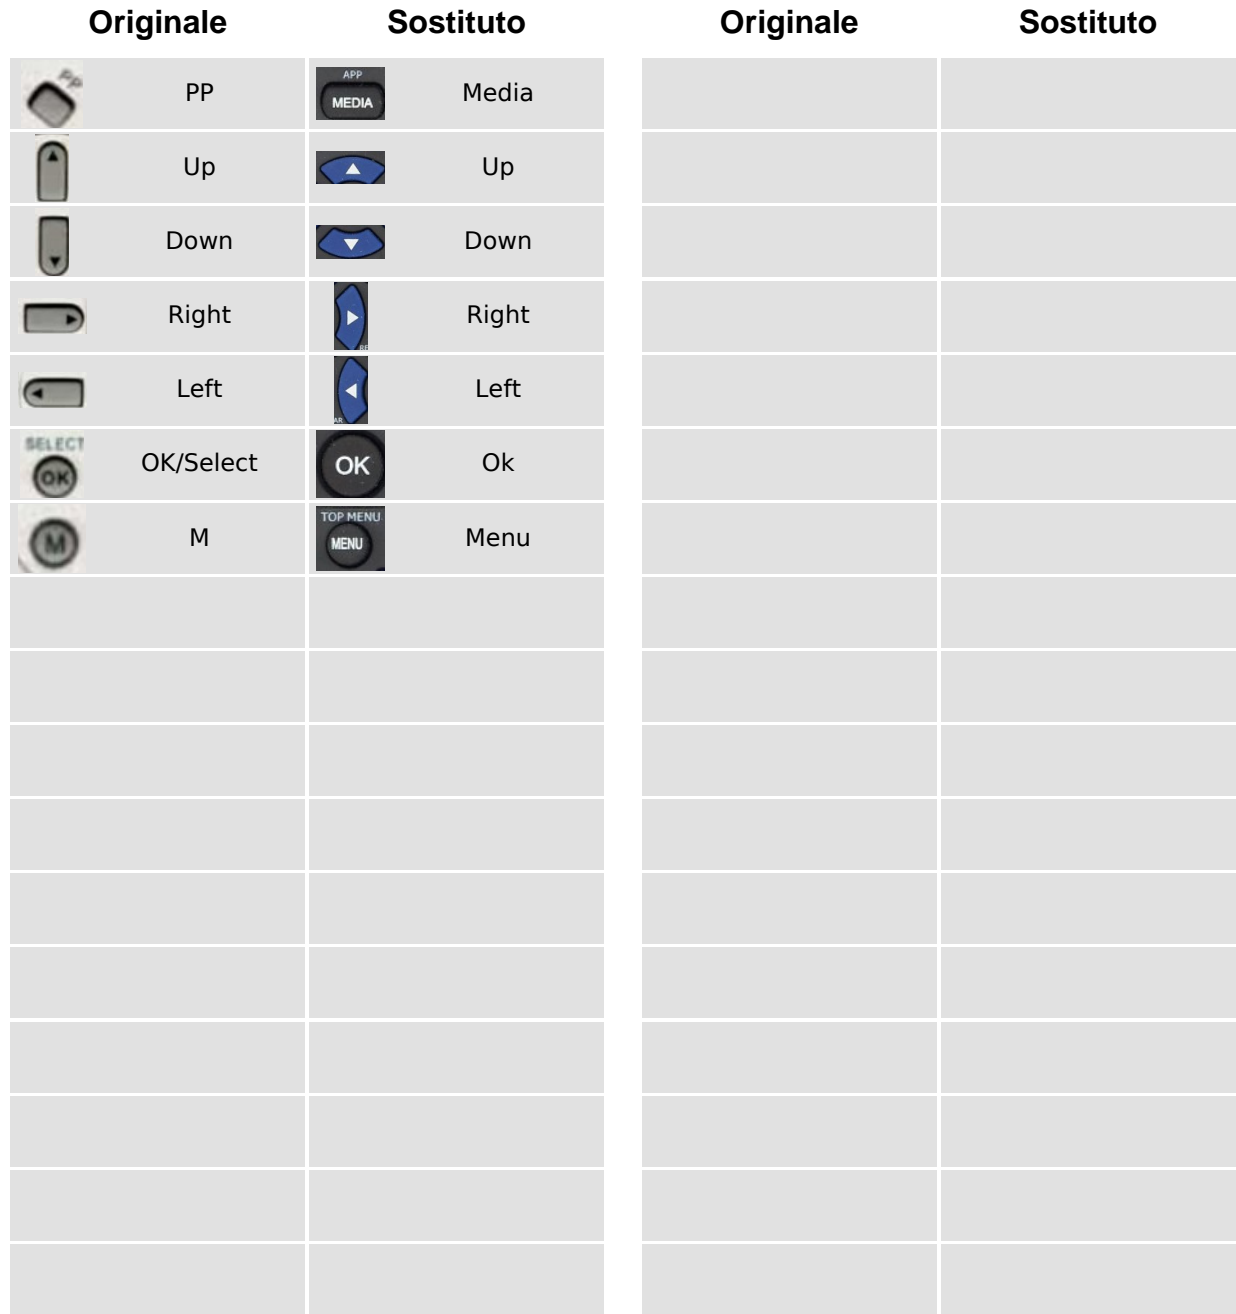 Originale Sostituto Originale Sostituto
PP PP APP MEDIA Media
Up Up
Down Down
Right Right
Left Left
SELECT OK OK/Select OK Ok
M M TOP MENU MENU Menu